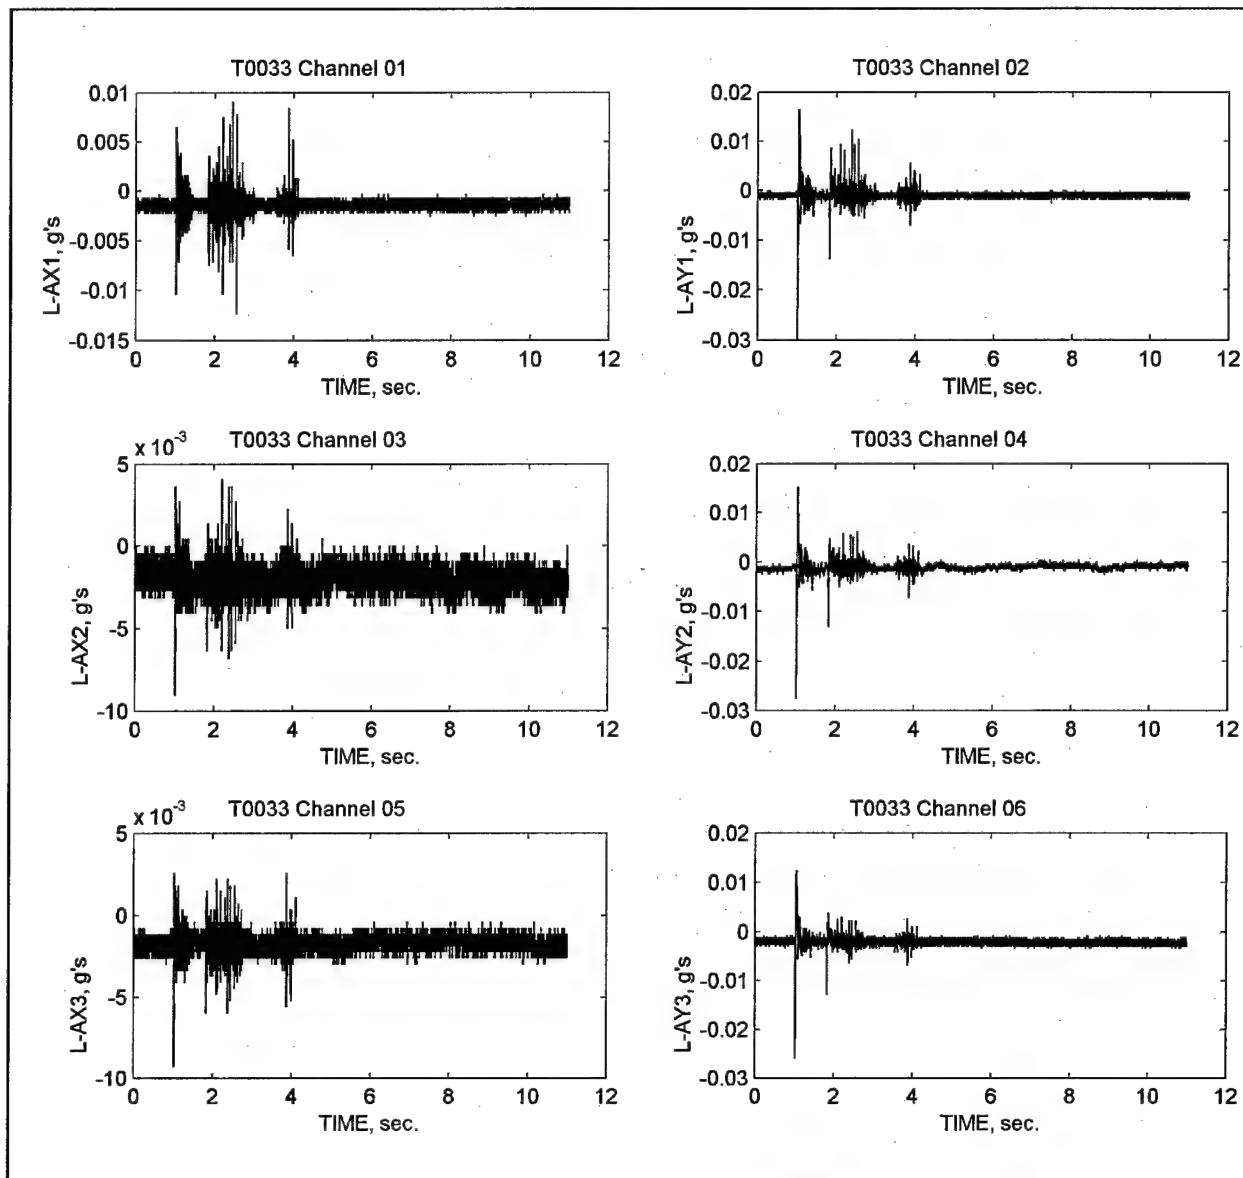 T0033 Channel 01
0.01
0.005
0
-0.005
-0.01
-0.015
L-AX1, g's
0 2 4 6 8 10 12
TIME, sec.
T0033 Channel 02
0.02
0.01
0
-0.01
-0.02
-0.03
L-AY1, g's
0 2 4 6 8 10 12
TIME, sec.
T0033 Channel 03
x 10-3
5
0
-5
-10
L-AX2, g's
0 2 4 6 8 10 12
TIME, sec.
T0033 Channel 04
0.02
0.01
0
-0.01
-0.02
-0.03
L-AY2, g's
0 2 4 6 8 10 12
TIME, sec.
T0033 Channel 05
x 10-3
5
0
-5
-10
L-AX3, g's
0 2 4 6 8 10 12
TIME, sec.
T0033 Channel 06
0.02
0.01
0
-0.01
-0.02
-0.03
L-AY3, g's
0 2 4 6 8 10 12
TIME, sec.